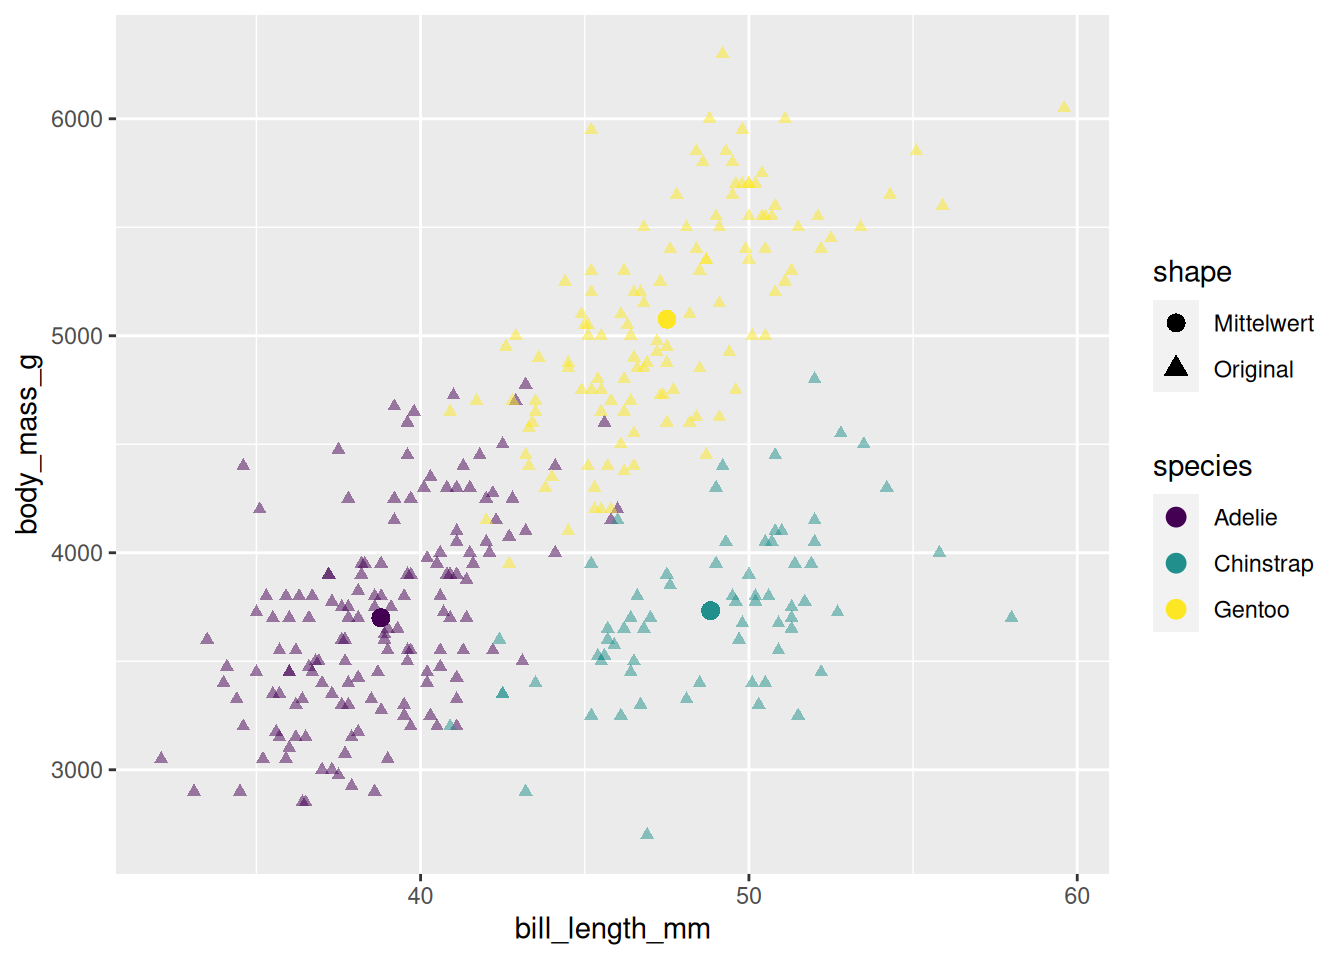 6000
5000
4000
3000
body_mass_g
40
50
60
bill_length_mm
shape
Mittelwert
Original
species
Adelie
Chinstrap
Gentoo